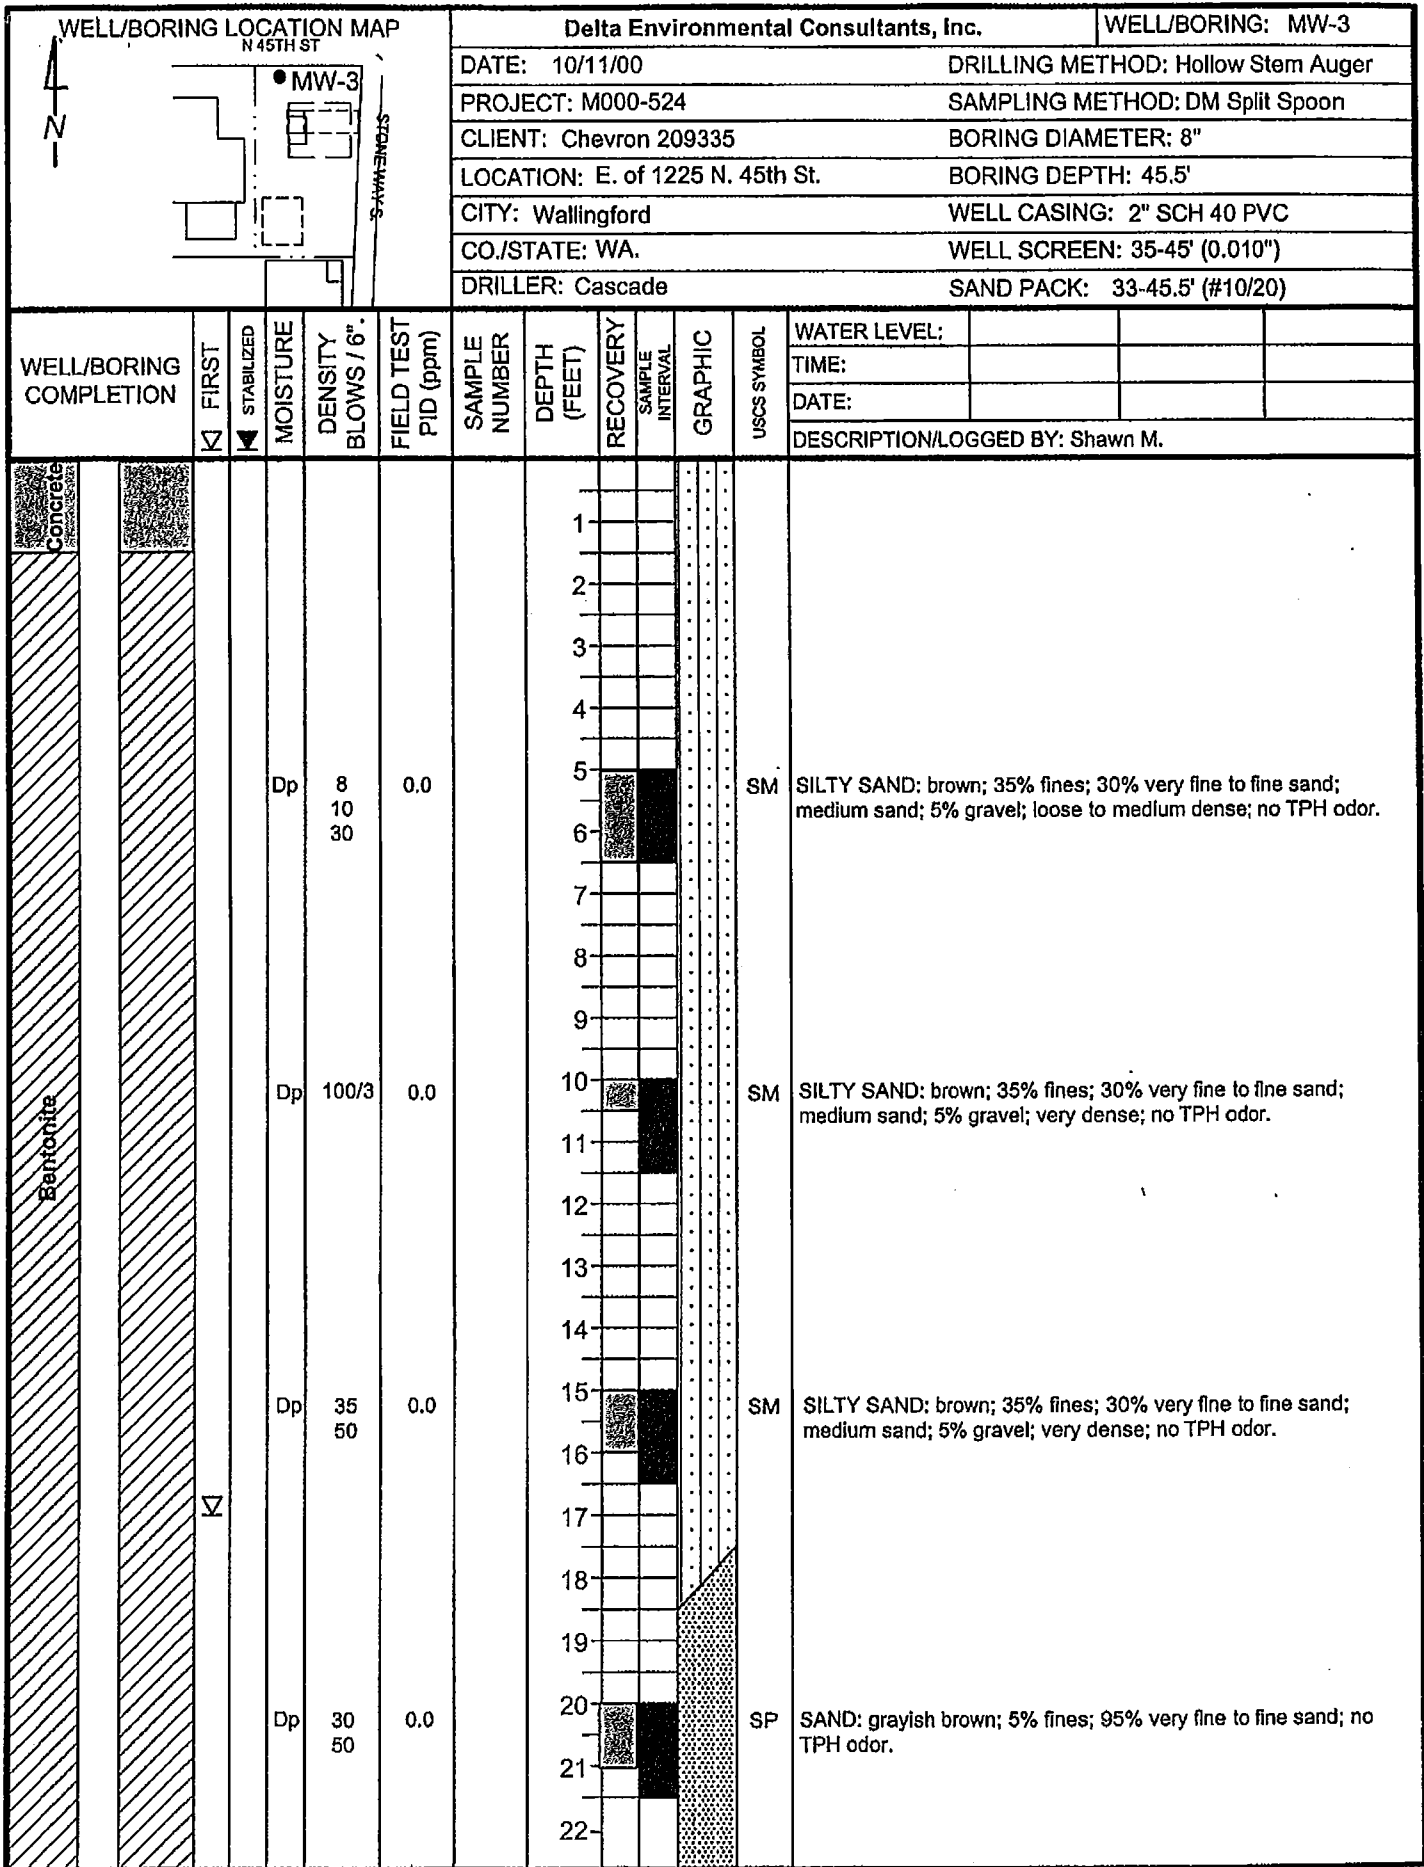 WELL/BORING LOCATION MAP
N 45TH ST
MW-3
N
STONEWAY S.
Delta Environmental Consultants, Inc.
WELL/BORING: MW-3
DATE: 10/11/00
DRILLING METHOD: Hollow Stem Auger
PROJECT: M000-524
SAMPLING METHOD: DM Split Spoon
CLIENT: Chevron 209335
BORING DIAMETER: 8"
LOCATION: E. of 1225 N. 45th St.
BORING DEPTH: 45.5'
CITY: Wallingford
WELL CASING: 2" SCH 40 PVC
CO./STATE: WA.
WELL SCREEN: 35-45' (0.010")
DRILLER: Cascade
SAND PACK: 33-45.5' (#10/20)
WELL/BORING
COMPLETION
FIRST
STABILIZED
MOISTURE
DENSITY
BLOWS / 6".
FIELD TEST
PID (ppm)
SAMPLE
NUMBER
DEPTH
(FEET)
RECOVERY
SAMPLE
INTERVAL
GRAPHIC
USCS SYMBOL
WATER LEVEL:
TIME:
DATE:
DESCRIPTION/LOGGED BY: Shawn M.
Concrete
1
2
3
4
5
Dp 8 0.0 SM SILTY SAND: brown; 35% fines; 30% very fine to fine sand;
10 medium sand; 5% gravel; loose to medium dense; no TPH odor.
30
6
7
8
9
10
Dp 100/3 0.0 SM SILTY SAND: brown; 35% fines; 30% very fine to fine sand;
medium sand; 5% gravel; very dense; no TPH odor.
11
Bentonite
12
13
14
15
Dp 35 0.0 SM SILTY SAND: brown; 35% fines; 30% very fine to fine sand;
50 medium sand; 5% gravel; very dense; no TPH odor.
16
17
18
19
20
Dp 30 0.0 SP SAND: grayish brown; 5% fines; 95% very fine to fine sand; no
50 TPH odor.
21
22